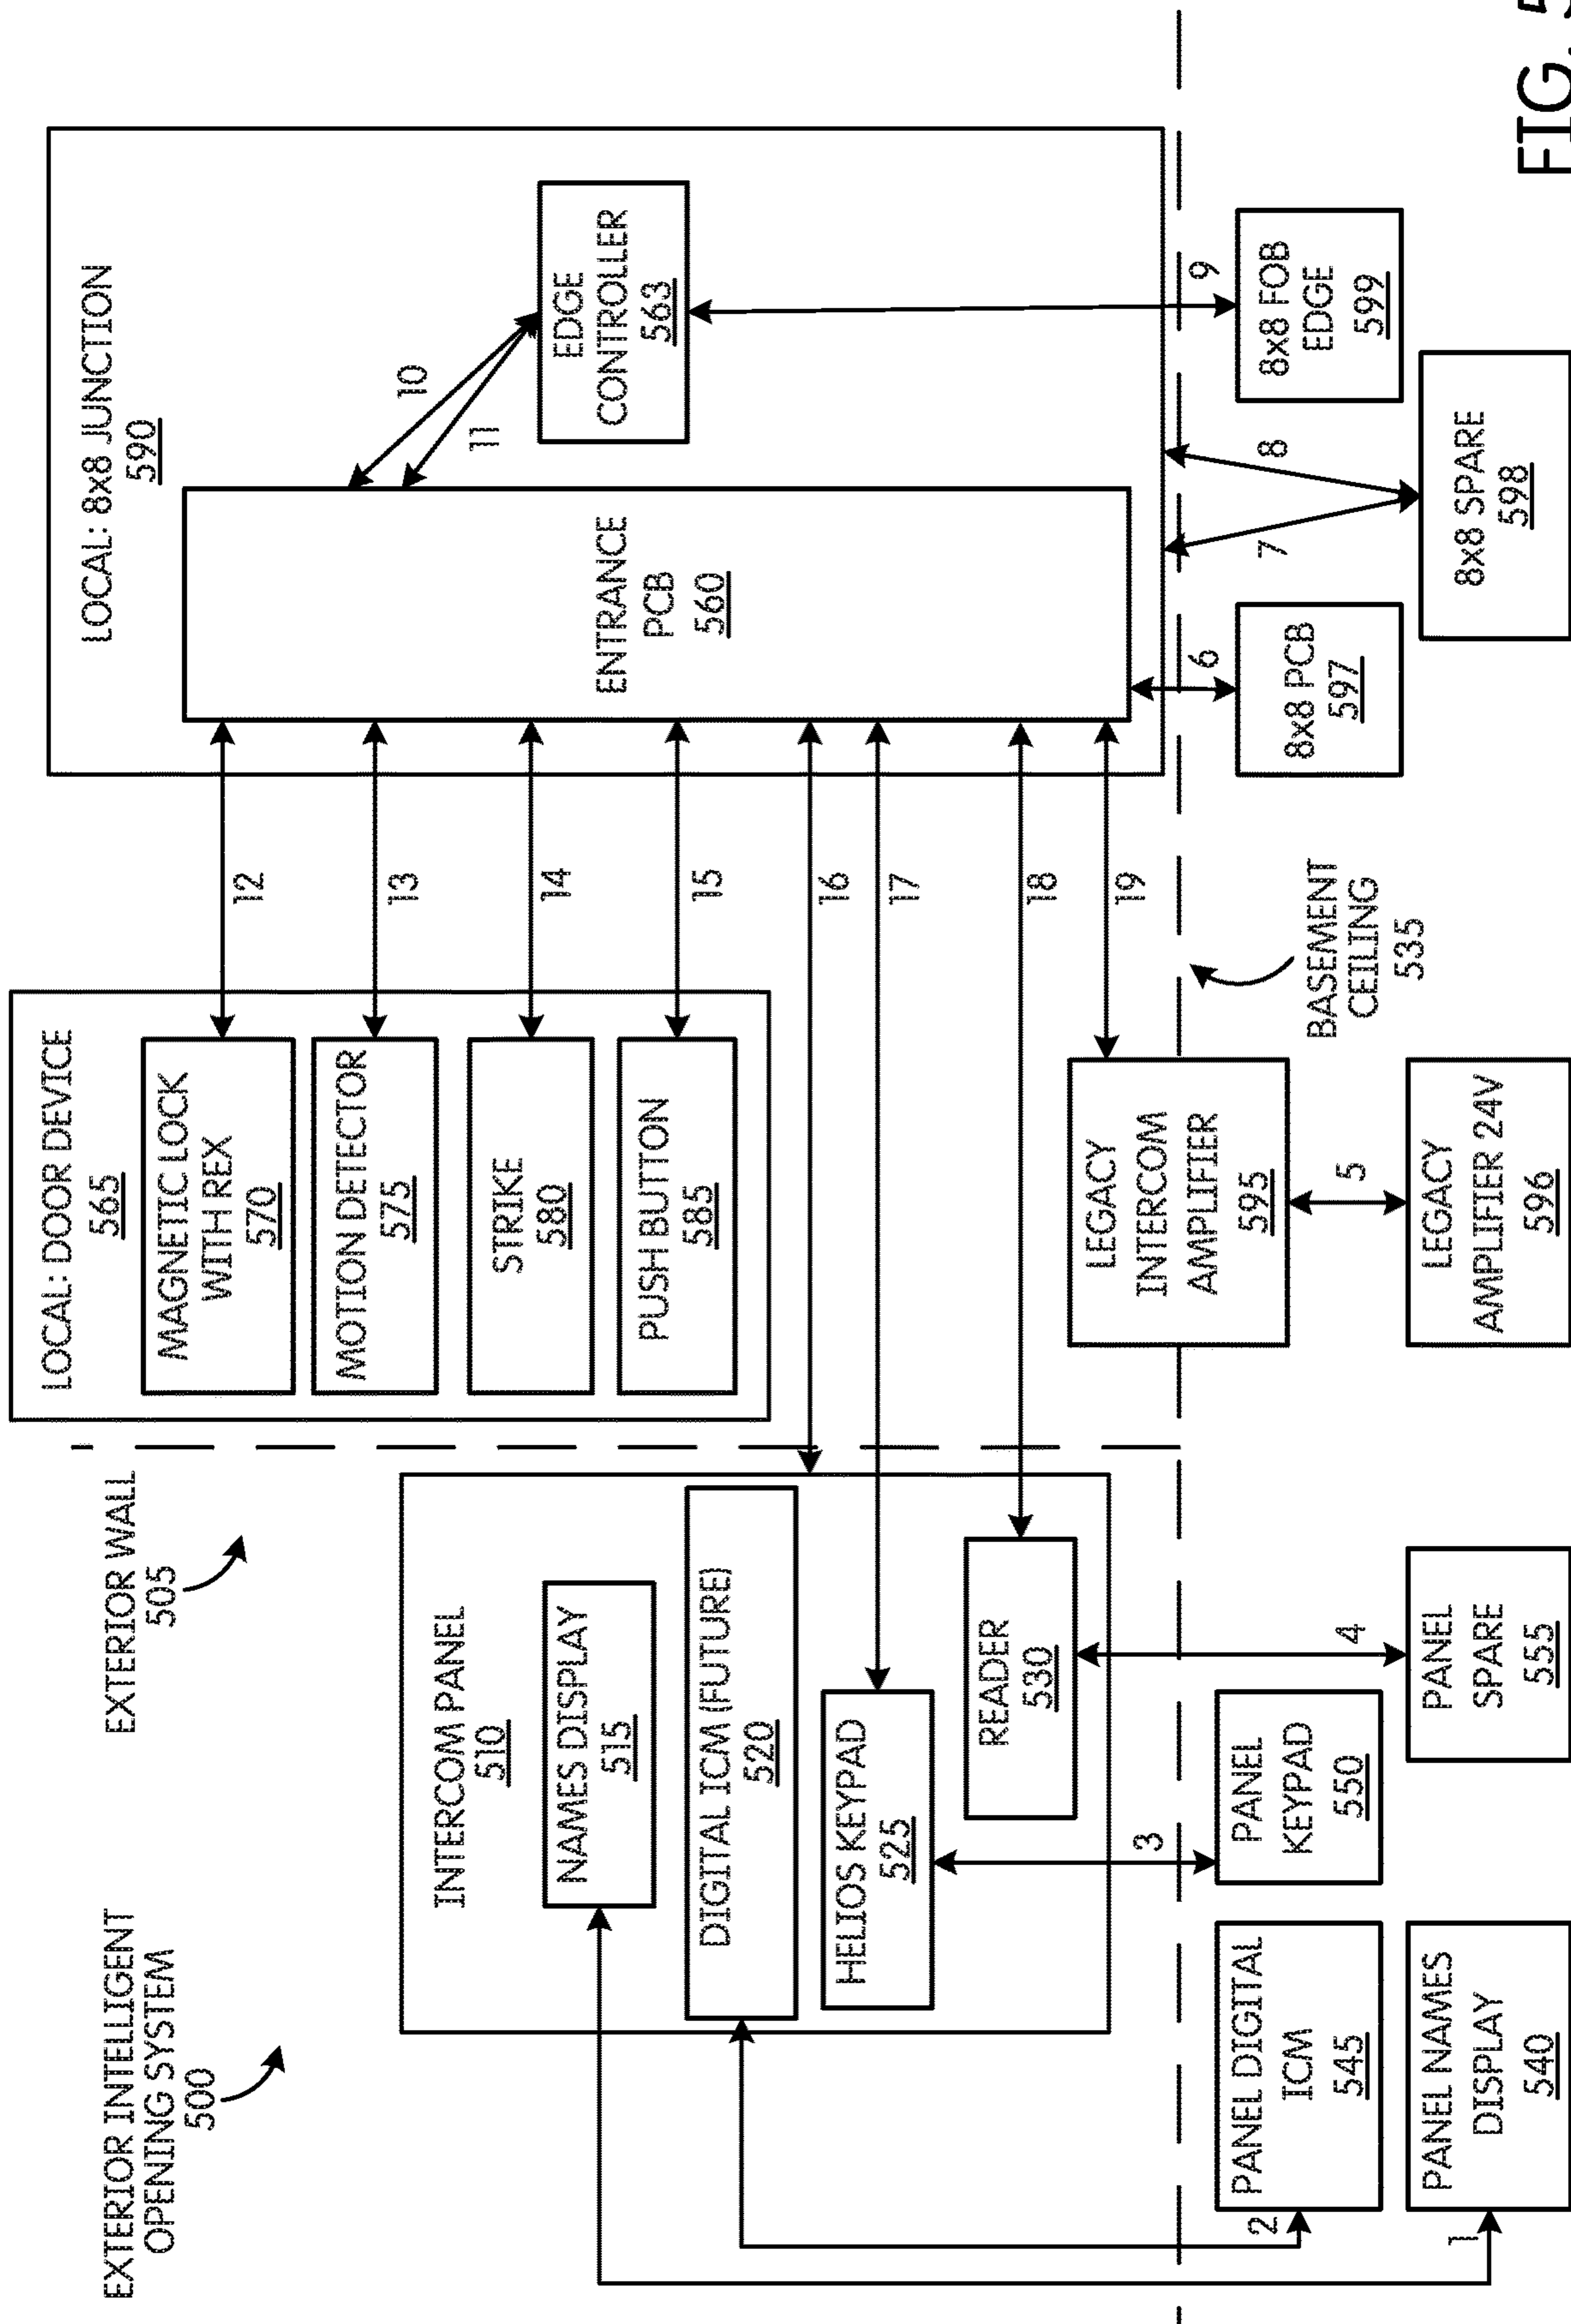 EXTERIOR INTELLIGENT
OPENING SYSTEM
500
EXTERIOR WALL
505
INTERCOM PANEL
510
NAMES DISPLAY
515
DIGITAL ICM (FUTURE)
520
HELIOS KEYPAD
525
READER
530
LOCAL: DOOR DEVICE
565
MAGNETIC LOCK
WITH REX
570
MOTION DETECTOR
575
STRIKE
580
PUSH BUTTON
585
LOCAL: 8x8 JUNCTION
590
ENTRANCE
PCB
560
EDGE
CONTROLLER
563
10
11
12
13
14
15
16
17
18
19
LEGACY
INTERCOM
AMPLIFIER
595
BASEMENT
CEILING
535
1
2
3
4
5
6
7
8
9
PANEL DIGITAL
ICM
545
PANEL NAMES
DISPLAY
540
PANEL
KEYPAD
550
PANEL
SPARE
555
LEGACY
AMPLIFIER 24V
596
8x8 PCB
597
8x8 SPARE
598
8x8 FOB
EDGE
599
FIG. 5